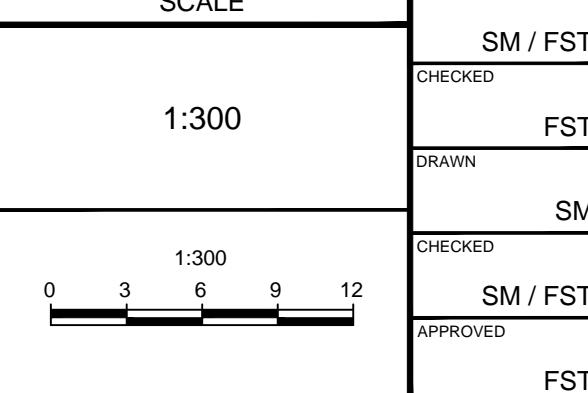 SCALE
1:300
1:300
0 3 6 9 12
SM / FST
CHECKED
FST
DRAWN
SM
CHECKED
SM / FST
APPROVED
FST